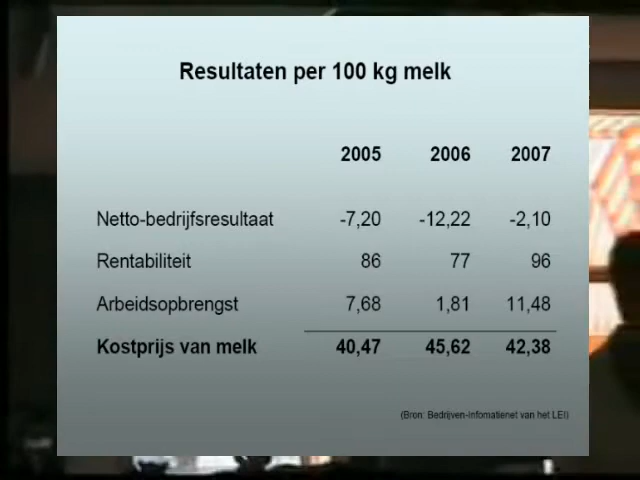 Resultaten per 100 kg melk
2005 2006 2007
Netto-bedrijfsresultaat -7,20 -12,22 -2,10
Rentabiliteit 86 77 96
Arbeidsopbrengst 7,68 1,81 11,48
Kostprijs van melk 40,47 45,62 42,38
(Bron: Bedrijven-Infomatienet van het LEI)